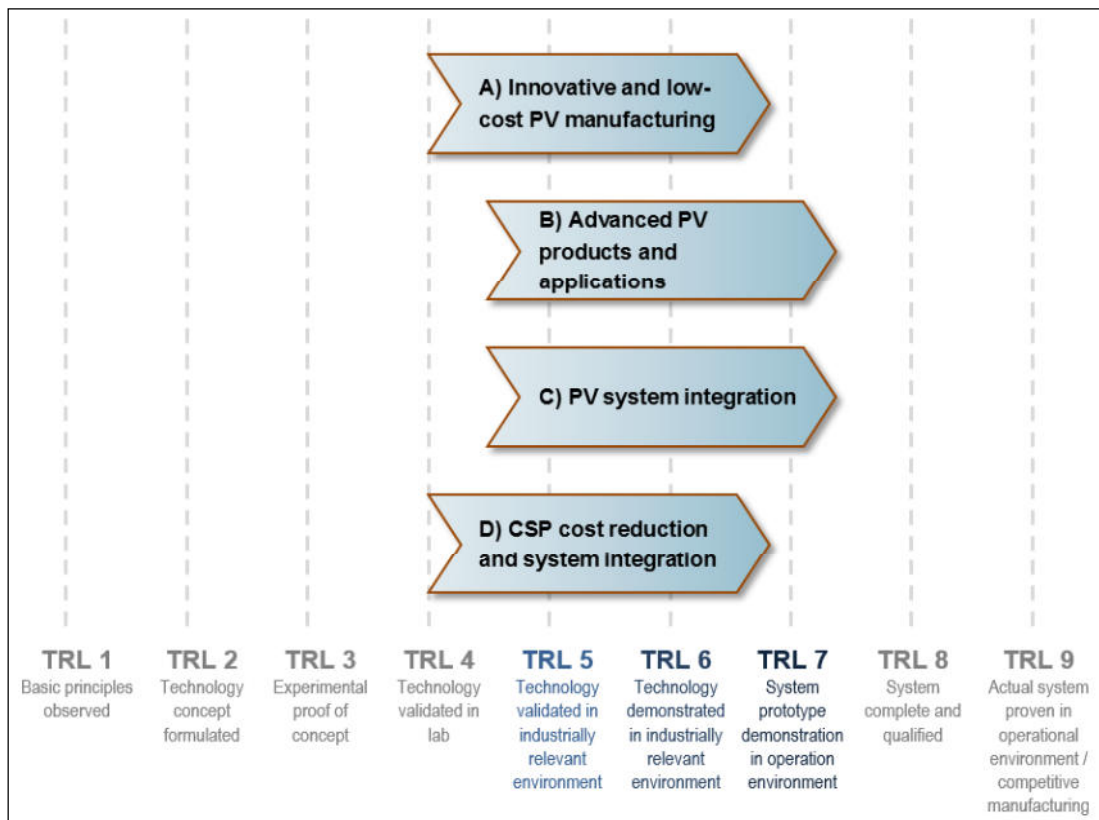 A) Innovative and low-
cost PV manufacturing
B) Advanced PV
products and
applications
C) PV system integration
D) CSP cost reduction
and system integration
TRL 1
Basic principles
observed
TRL 2
Technology
concept
formulated
TRL 3
Experimental
proof of
concept
TRL 4
Technology
validated in
lab
TRL 5
Technology
validated in
industrially
relevant
environment
TRL 6
Technology
demonstrated
in industrially
relevant
environment
TRL 7
System
prototype
demonstration
in operation
environment
TRL 8
System
complete and
qualified
TRL 9
Actual system
proven in
operational
environment /
competitive
manufacturing